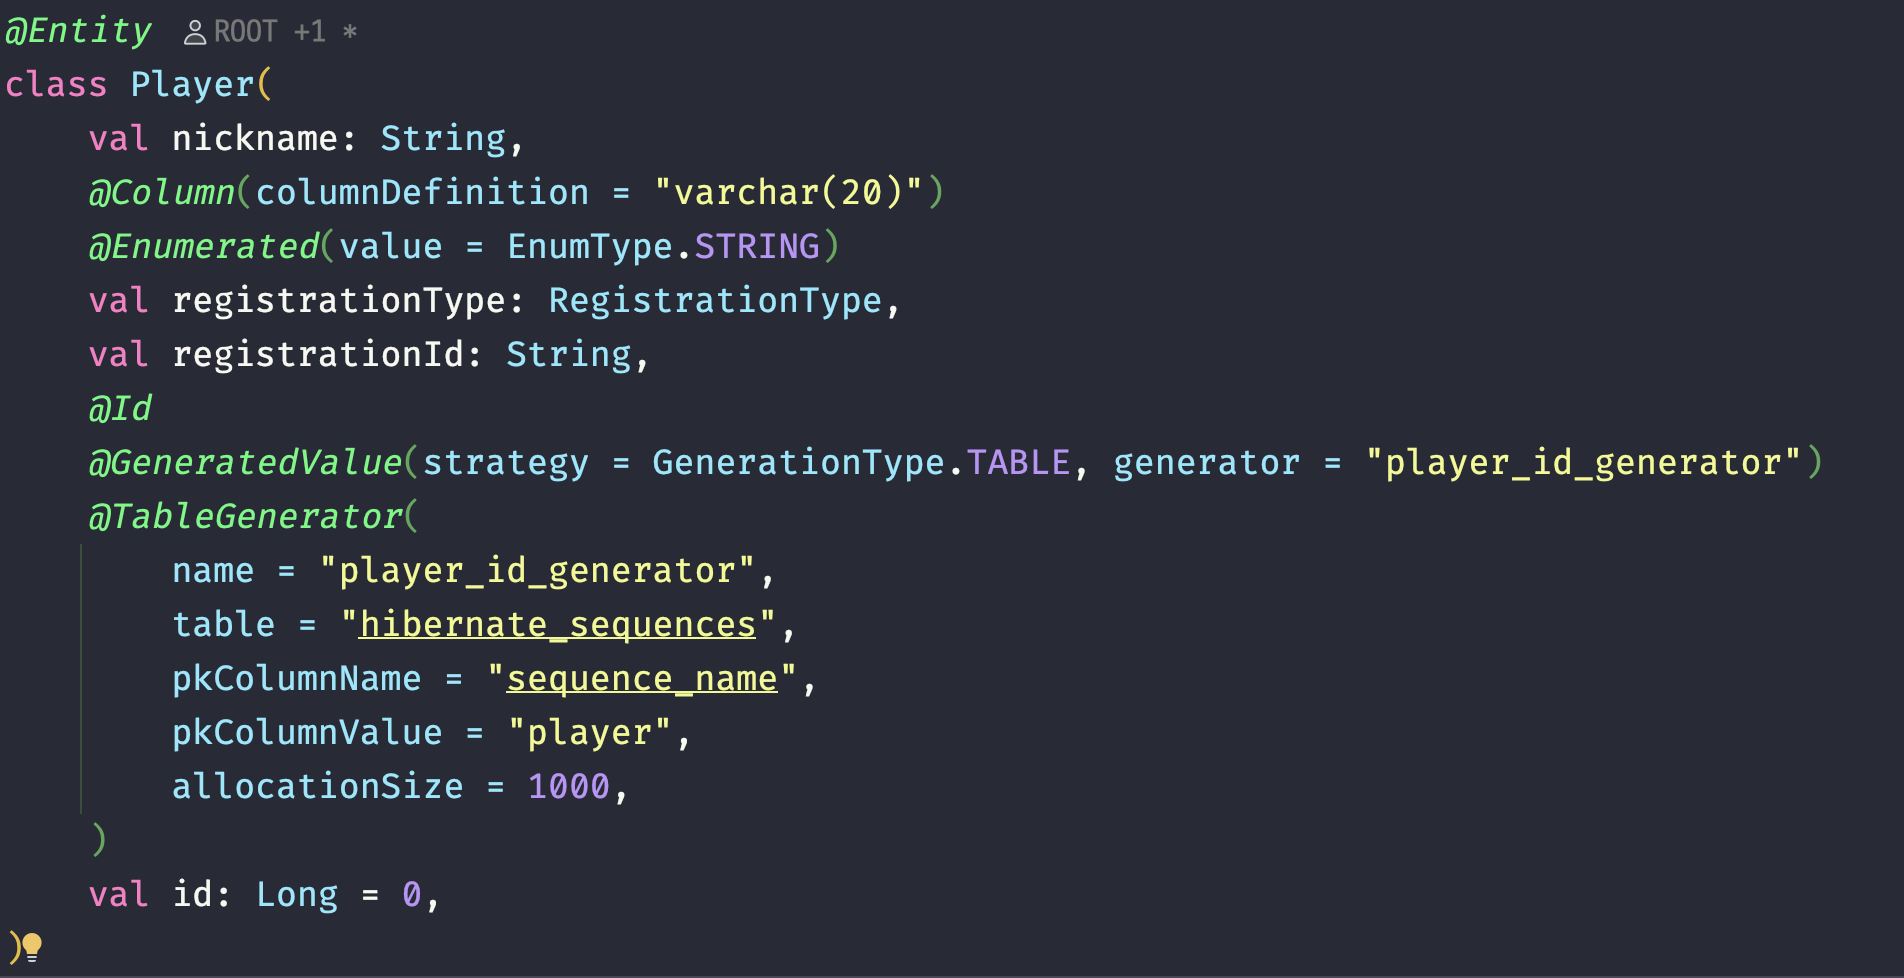 @Entity ROOT +1 *
class Player(
    val nickname: String,
    @Column(columnDefinition = "varchar(20)")
    @Enumerated(value = EnumType.STRING)
    val registrationType: RegistrationType,
    val registrationId: String,
    @Id
    @GeneratedValue(strategy = GenerationType.TABLE, generator = "player_id_generator")
    @TableGenerator(
        name = "player_id_generator",
        table = "hibernate_sequences",
        pkColumnName = "sequence_name",
        pkColumnValue = "player",
        allocationSize = 1000,
    )
    val id: Long = 0,
)